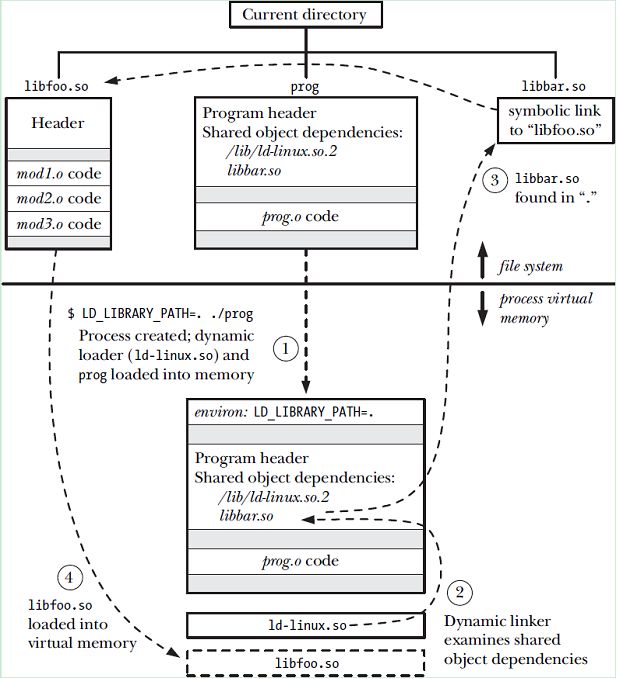 Current directory
libfoo.so
prog
libbar.so
Header
mod1.o code
mod2.o code
mod3.o code
Program header
Shared object dependencies:
/lib/ld-linux.so.2
libbar.so
prog.o code
symbolic link
to “libfoo.so”
3
libbar.so
found in “.”
file system
process virtual
memory
$ LD_LIBRARY_PATH=. ./prog
Process created; dynamic
loader (ld-linux.so) and
prog loaded into memory
1
environ: LD_LIBRARY_PATH=.
Program header
Shared object dependencies:
/lib/ld-linux.so.2
libbar.so
prog.o code
4
libfoo.so
loaded into
virtual memory
2
Dynamic linker
examines shared
object dependencies
ld-linux.so
libfoo.so